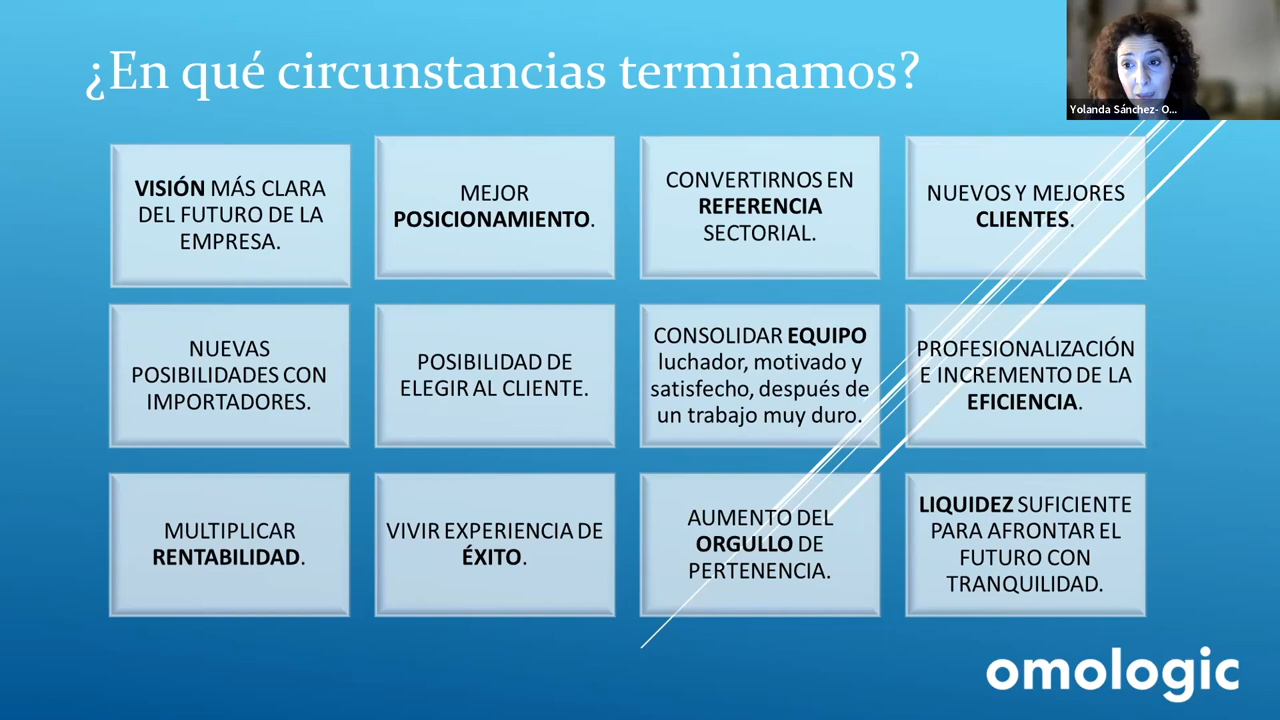 ¿En qué circunstancias terminamos?
Yolanda Sánchez- O...
VISIÓN MÁS CLARA
DEL FUTURO DE LA
EMPRESA.
MEJOR
POSICIONAMIENTO.
CONVERTIRNOS EN
REFERENCIA
SECTORIAL.
NUEVOS Y MEJORES
CLIENTES.
NUEVAS
POSIBILIDADES CON
IMPORTADORES.
POSIBILIDAD DE
ELEGIR AL CLIENTE.
CONSOLIDAR EQUIPO
luchador, motivado y
satisfecho, después de
un trabajo muy duro.
PROFESIONALIZACIÓN
E INCREMENTO DE LA
EFICIENCIA.
MULTIPLICAR
RENTABILIDAD.
VIVIR EXPERIENCIA DE
ÉXITO.
AUMENTO DEL
ORGULLO DE
PERTENENCIA.
LIQUIDEZ SUFICIENTE
PARA AFRONTAR EL
FUTURO CON
TRANQUILIDAD.
omologic